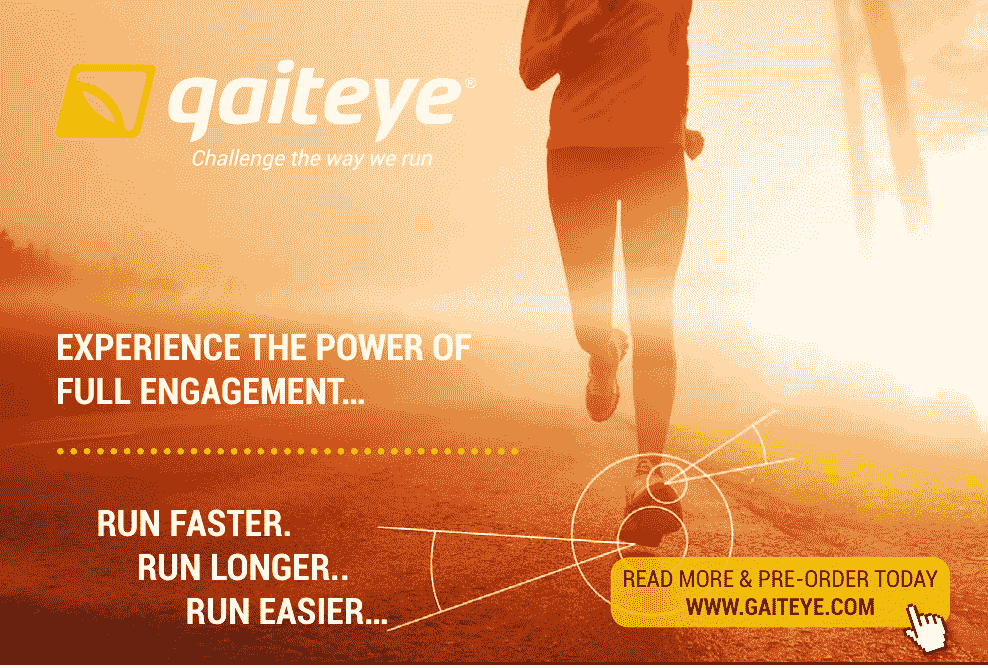 gaiteye®
Challenge the way we run
EXPERIENCE THE POWER OF
FULL ENGAGEMENT...
RUN FASTER.
RUN LONGER..
RUN EASIER...
READ MORE & PRE-ORDER TODAY
WWW.GAITEYE.COM